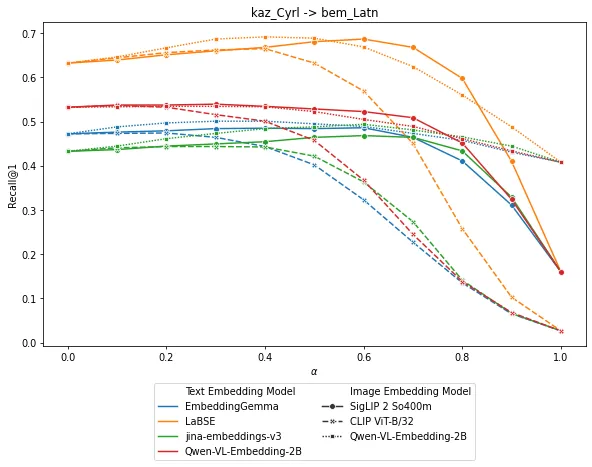 kaz_Cyrl -> bem_Latn
Recall@1
0.7
0.6
0.5
0.4
0.3
0.2
0.1
0.0
0.0 0.2 0.4 0.6 0.8 1.0
α
Text Embedding Model Image Embedding Model
EmbeddingGemma SigLIP 2 So400m
LaBSE CLIP ViT-B/32
jina-embeddings-v3 Qwen-VL-Embedding-2B
Qwen-VL-Embedding-2B